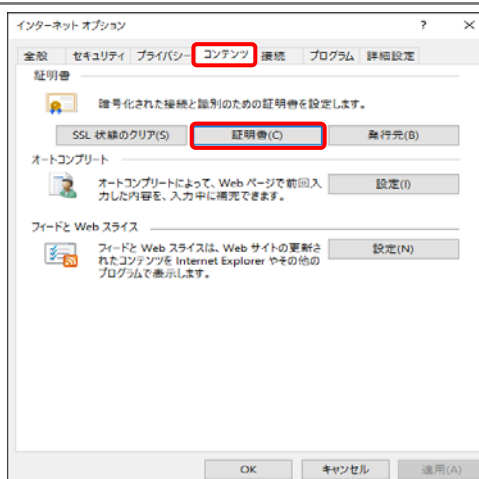 インターネット オプション ? ×
全般 セキュリティ プライバシー コンテンツ 接続 プログラム 詳細設定
証明書
暗号化された接続と識別のための証明書を設定します。
SSL 状態のクリア(S) 証明書(C) 発行元(B)
オートコンプリート
オートコンプリートによって、Web ページで前回入
力した内容を、入力中に補完できます。
設定(I)
フィードと Web スライス
フィードと Web スライスは、Web サイトの更新さ
れたコンテンツを Internet Explorer やその他の
プログラムで表示します。
設定(N)
OK キャンセル 適用(A)